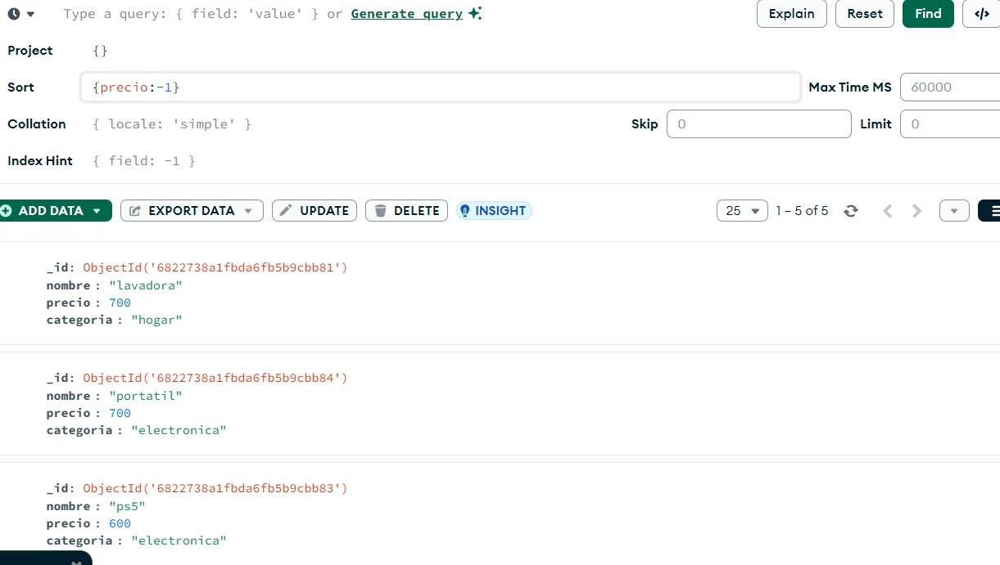 Type a query: { field: 'value' } or Generate query
Explain
Reset
Find
</>
Project
{}
Sort
{precio:-1}
Max Time MS
60000
Collation
{ locale: 'simple' }
Skip
0
Limit
0
Index Hint
{ field: -1 }
ADD DATA
EXPORT DATA
UPDATE
DELETE
INSIGHT
25
1 – 5 of 5
_id: ObjectId('6822738a1fbda6fb5b9cbb81')
nombre : "lavadora"
precio : 700
categoria : "hogar"
_id: ObjectId('6822738a1fbda6fb5b9cbb84')
nombre : "portatil"
precio : 700
categoria : "electronica"
_id: ObjectId('6822738a1fbda6fb5b9cbb83')
nombre : "ps5"
precio : 600
categoria : "electronica"